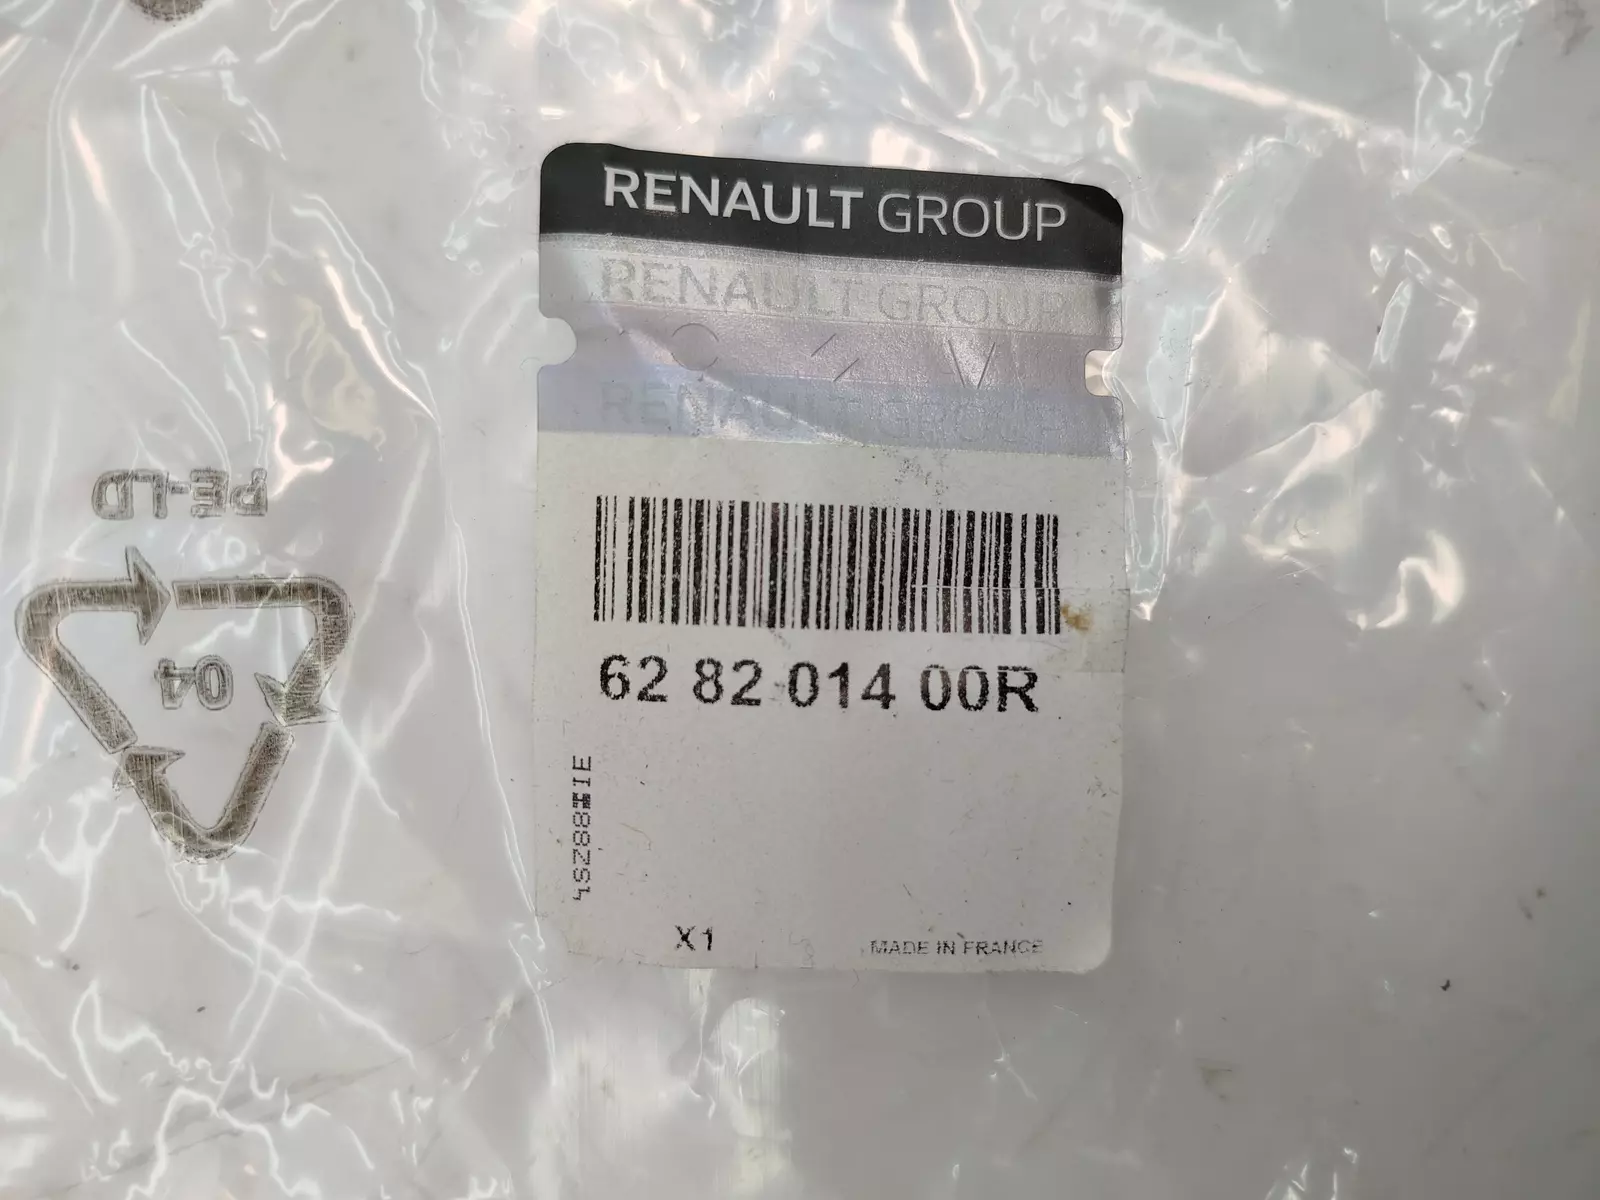 RENAULT GROUP
RENAULT GROUP
RENAULT GROUP
62 82 014 00R
X1
MADE IN FRANCE
PE-LD
04